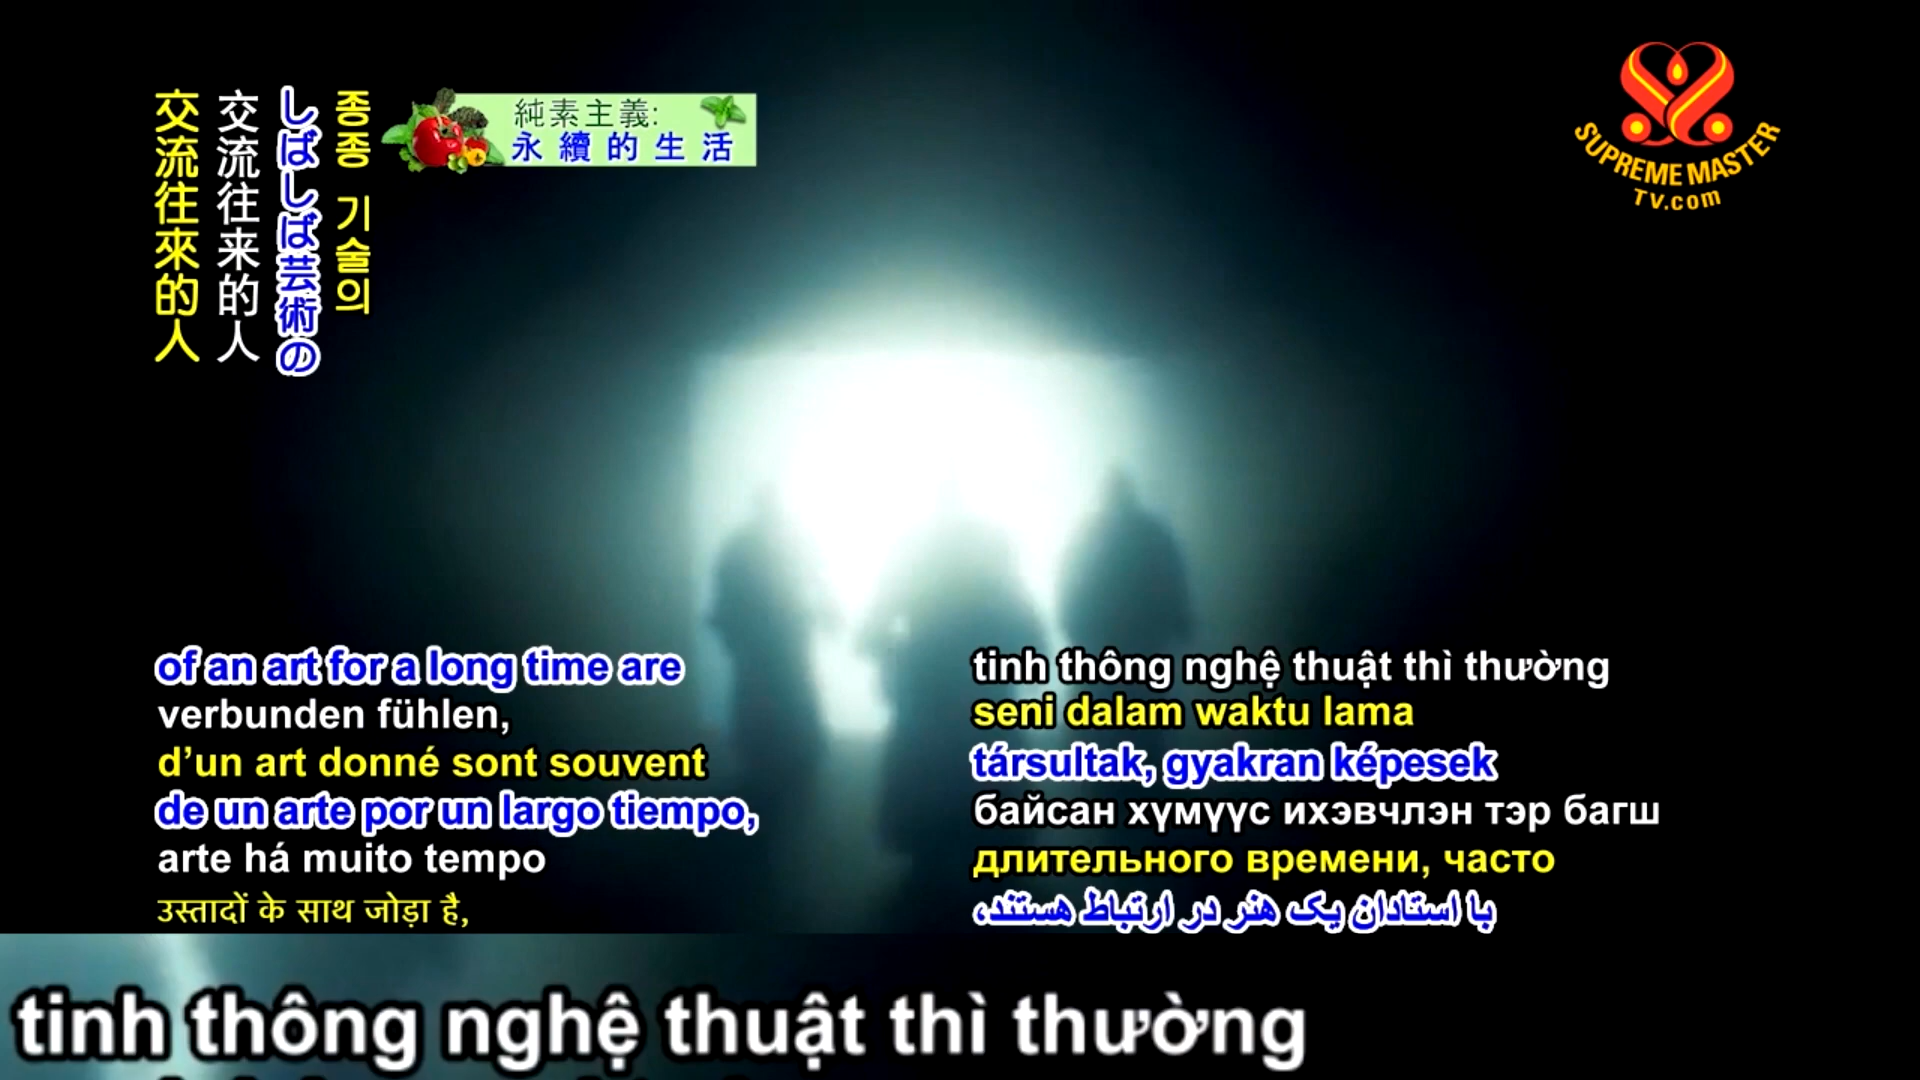 交流往來的人
交流往来的人
しばしば芸術の
종종 기술의
純素主義:
永續的生活
SUPREME MASTER
TV.com
of an art for a long time are
verbunden fühlen,
d’un art donné sont souvent
de un arte por un largo tiempo,
arte há muito tempo
उस्तादों के साथ जोड़ा है,
tinh thông nghệ thuật thì thường
seni dalam waktu lama
társultak, gyakran képesek
байсан хүмүүс ихэвчлэн тэр багш
длительного времени, часто
با استادان یک هنر در ارتباط هستند،
tinh thông nghệ thuật thì thường